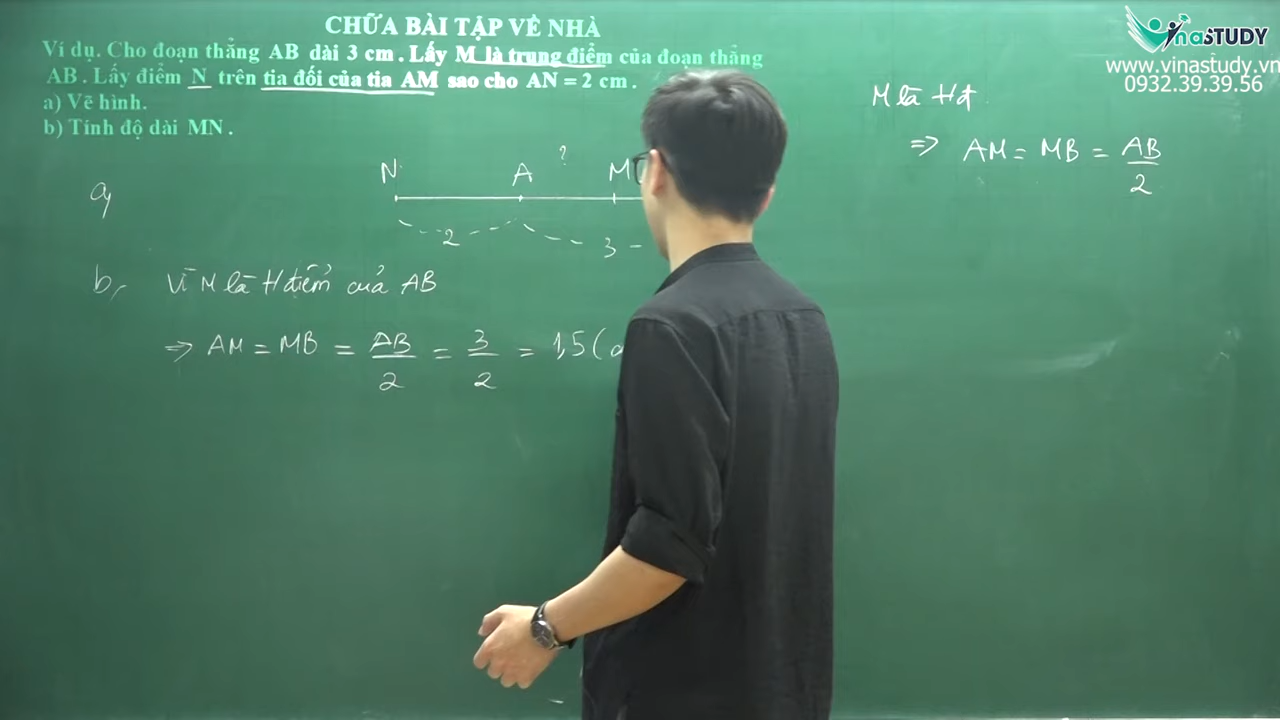 CHỮA BÀI TẬP VỀ NHÀ
Ví dụ. Cho đoạn thẳng AB dài 3 cm. Lấy M là trung điểm của đoạn thẳng
AB. Lấy điểm N trên tia đối của tia AM sao cho AN = 2 cm.
a) Vẽ hình.
b) Tính độ dài MN.
VinaSTUDY
www.vinastudy.vn
0932.39.39.56
M là tđ
⇒ AM = MB = AB/2
a,
N A ? M
2 3
b, Vì M là tđiểm của AB
⇒ AM = MB = AB/2 = 3/2 = 1,5 (